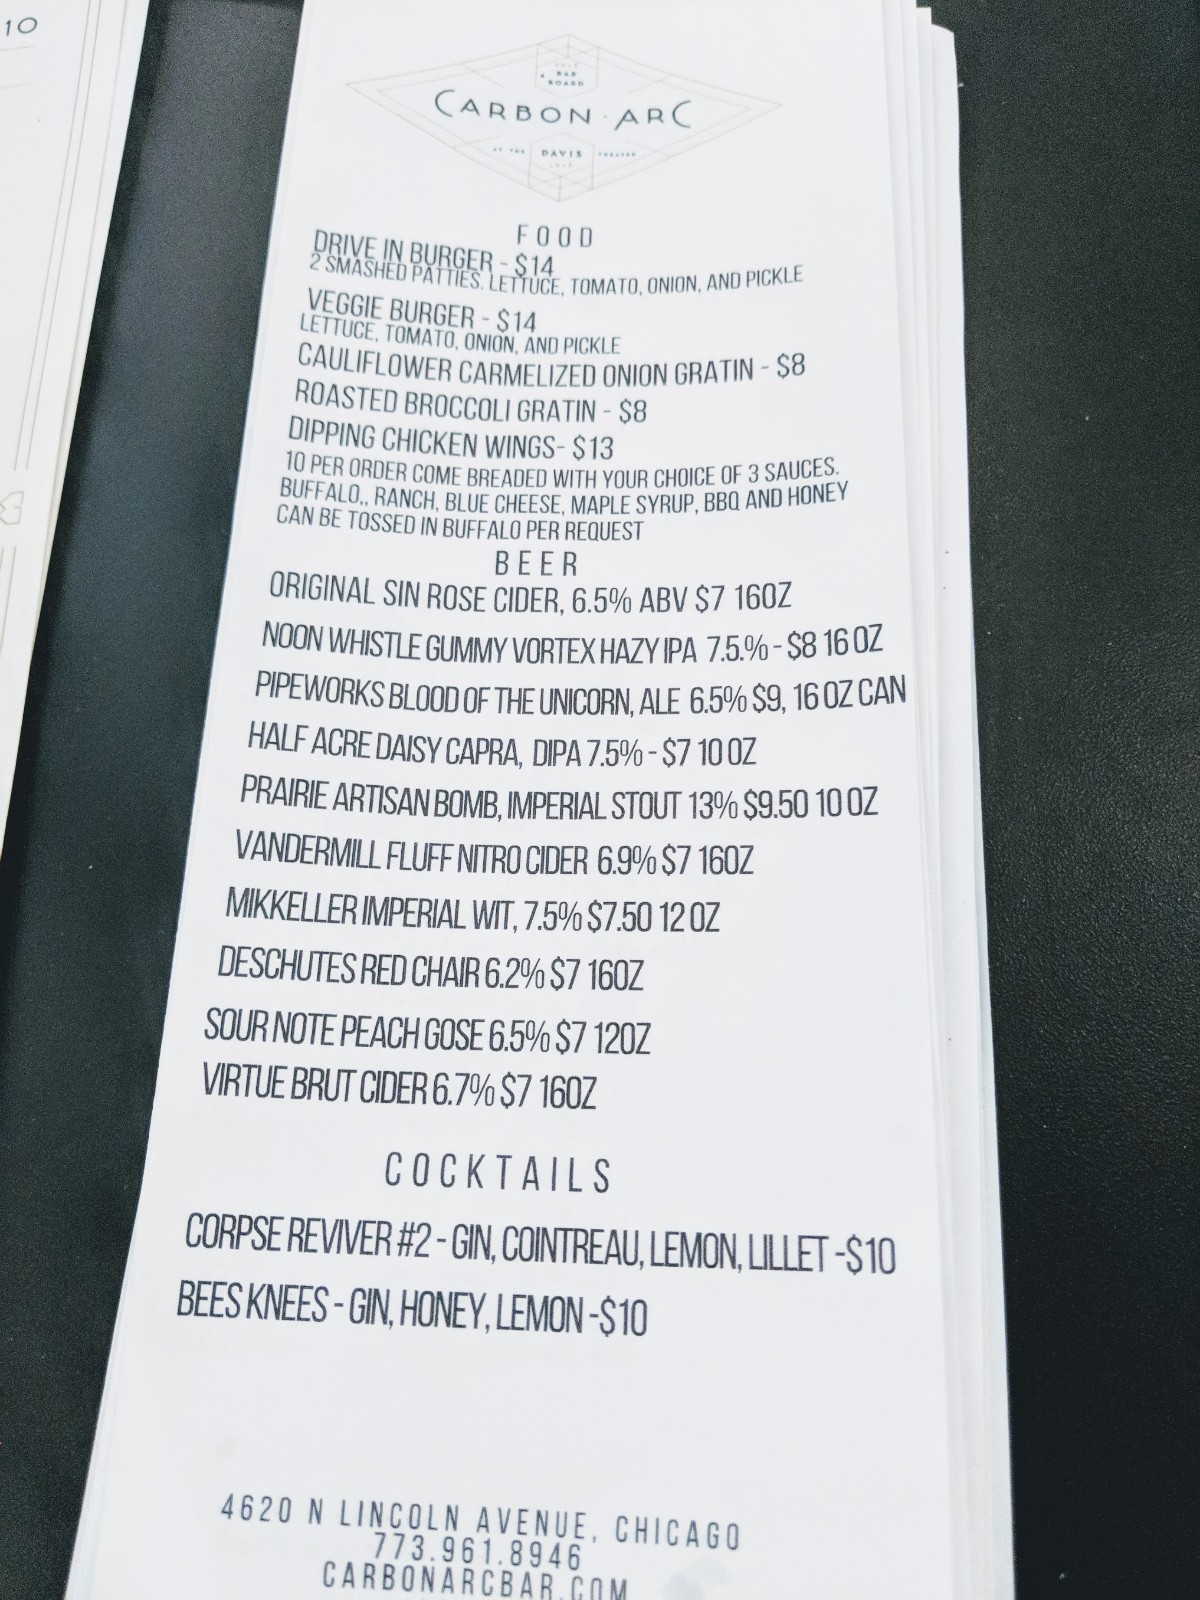 10
BAR
BOARD
CARBON · ARC
AT THE DAVIS THEATER
FOOD
DRIVE IN BURGER - $14
2 SMASHED PATTIES. LETTUCE, TOMATO, ONION, AND PICKLE
VEGGIE BURGER - $14
LETTUCE, TOMATO, ONION, AND PICKLE
CAULIFLOWER CARMELIZED ONION GRATIN - $8
ROASTED BROCCOLI GRATIN - $8
DIPPING CHICKEN WINGS- $13
10 PER ORDER COME BREADED WITH YOUR CHOICE OF 3 SAUCES.
BUFFALO,, RANCH, BLUE CHEESE, MAPLE SYRUP, BBQ AND HONEY
CAN BE TOSSED IN BUFFALO PER REQUEST
BEER
ORIGINAL SIN ROSE CIDER, 6.5% ABV $7 16OZ
NOON WHISTLE GUMMY VORTEX HAZY IPA 7.5.% - $8 16 OZ
PIPEWORKS BLOOD OF THE UNICORN, ALE 6.5% $9, 16 OZ CAN
HALF ACRE DAISY CAPRA, DIPA 7.5% - $7 10 OZ
PRAIRIE ARTISAN BOMB, IMPERIAL STOUT 13% $9.50 10 OZ
VANDERMILL FLUFF NITRO CIDER 6.9% $7 16OZ
MIKKELLER IMPERIAL WIT, 7.5% $7.50 12 OZ
DESCHUTES RED CHAIR 6.2% $7 16OZ
SOUR NOTE PEACH GOSE 6.5% $7 12OZ
VIRTUE BRUT CIDER 6.7% $7 16OZ
COCKTAILS
CORPSE REVIVER #2 - GIN, COINTREAU, LEMON, LILLET -$10
BEES KNEES - GIN, HONEY, LEMON -$10
4620 N LINCOLN AVENUE, CHICAGO
773.961.8946
CARBONARCBAR.COM